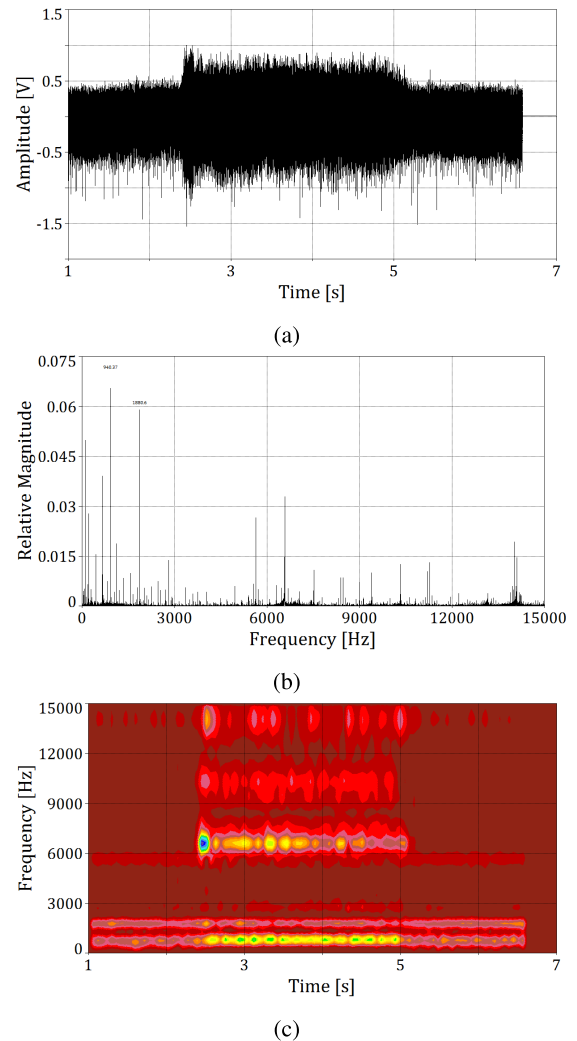 1.5
0.5
-0.5
-1.5
Amplitude [V]
1 3 5 7
Time [s]
(a)
0.075
0.06
0.045
0.03
0.015
0
Relative Magnitude
940.37
1880.6
0 3000 6000 9000 12000 15000
Frequency [Hz]
(b)
15000
12000
9000
6000
3000
0
Frequency [Hz]
1 3 5 7
Time [s]
(c)